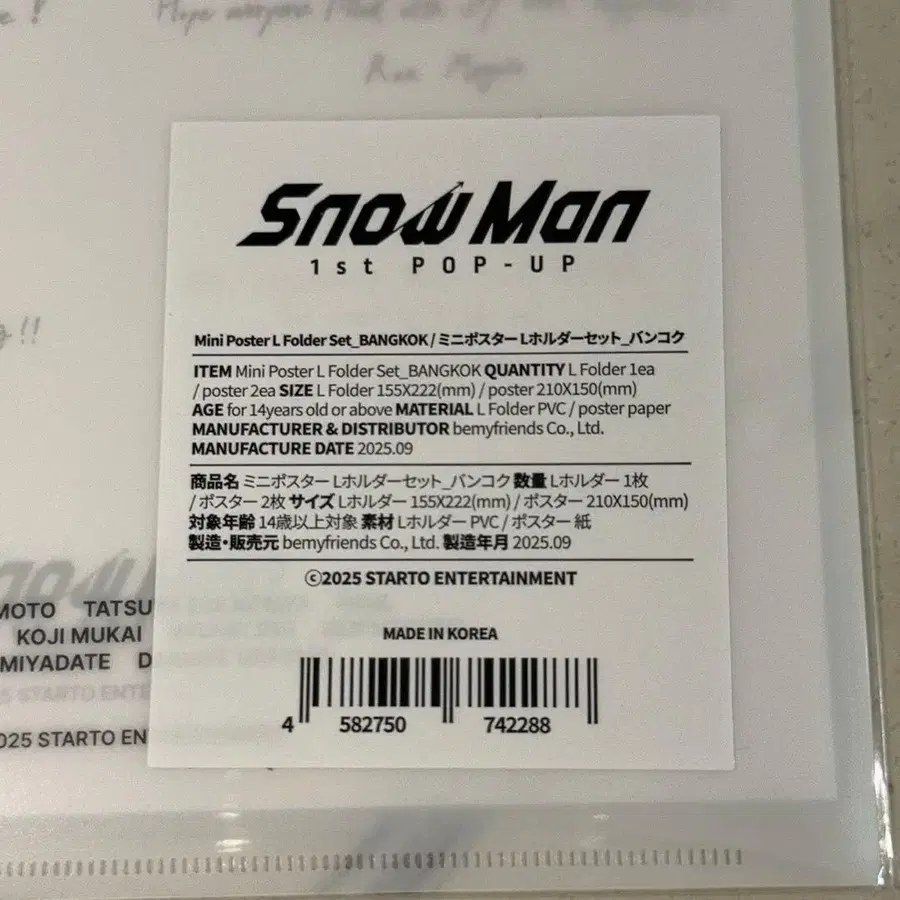 Snow Man
1st POP-UP
Mini Poster L Folder Set_BANGKOK / ミニポスター Lホルダーセット_バンコク
ITEM Mini Poster L Folder Set_BANGKOK QUANTITY L Folder 1ea
/ poster 2ea SIZE L Folder 155X222(mm) / poster 210X150(mm)
AGE for 14years old or above MATERIAL L Folder PVC / poster paper
MANUFACTURER & DISTRIBUTOR bemyfriends Co., Ltd.
MANUFACTURE DATE 2025.09
商品名 ミニポスター Lホルダーセット_バンコク 数量 Lホルダー 1枚
/ ポスター 2枚 サイズ Lホルダー 155X222(mm) / ポスター 210X150(mm)
対象年齢 14歳以上対象 素材 Lホルダー PVC / ポスター 紙
製造・販売元 bemyfriends Co., Ltd. 製造年月 2025.09
©2025 STARTO ENTERTAINMENT
MADE IN KOREA
4 582750 742288
MOTO TATSU
KOJI MUKAI
MIYADATE D
STARTO ENTE
025 STARTO EN